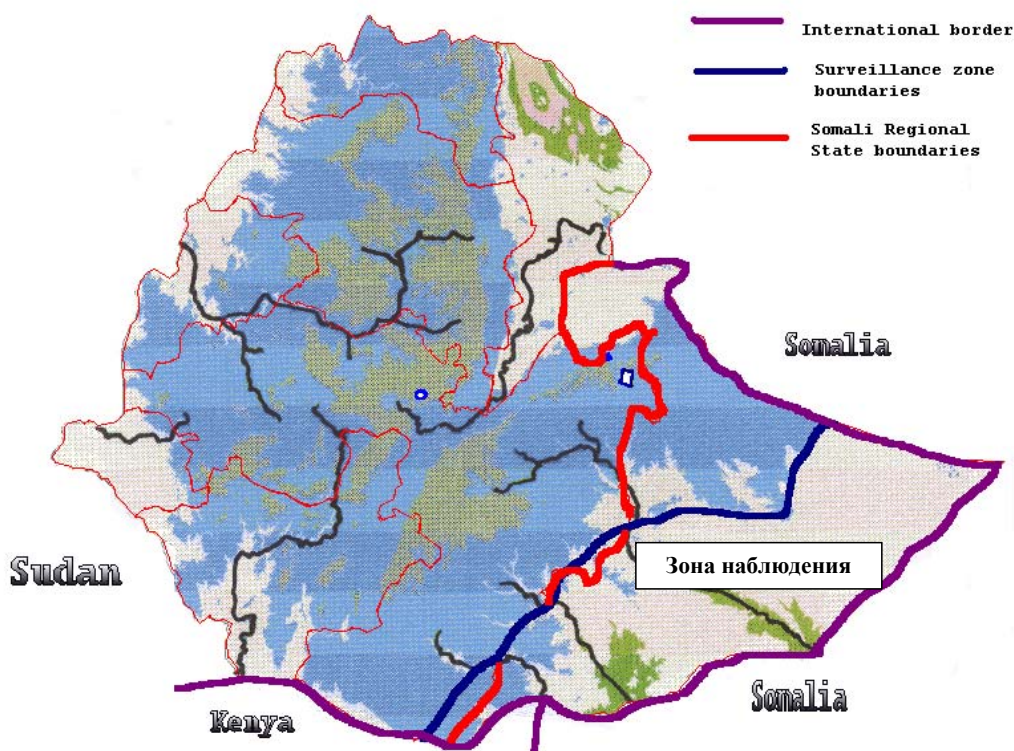 International border
Surveillance zone
boundaries
Somali Regional
State boundaries
Somalia
Зона наблюдения
Sudan
Somalia
Kenya